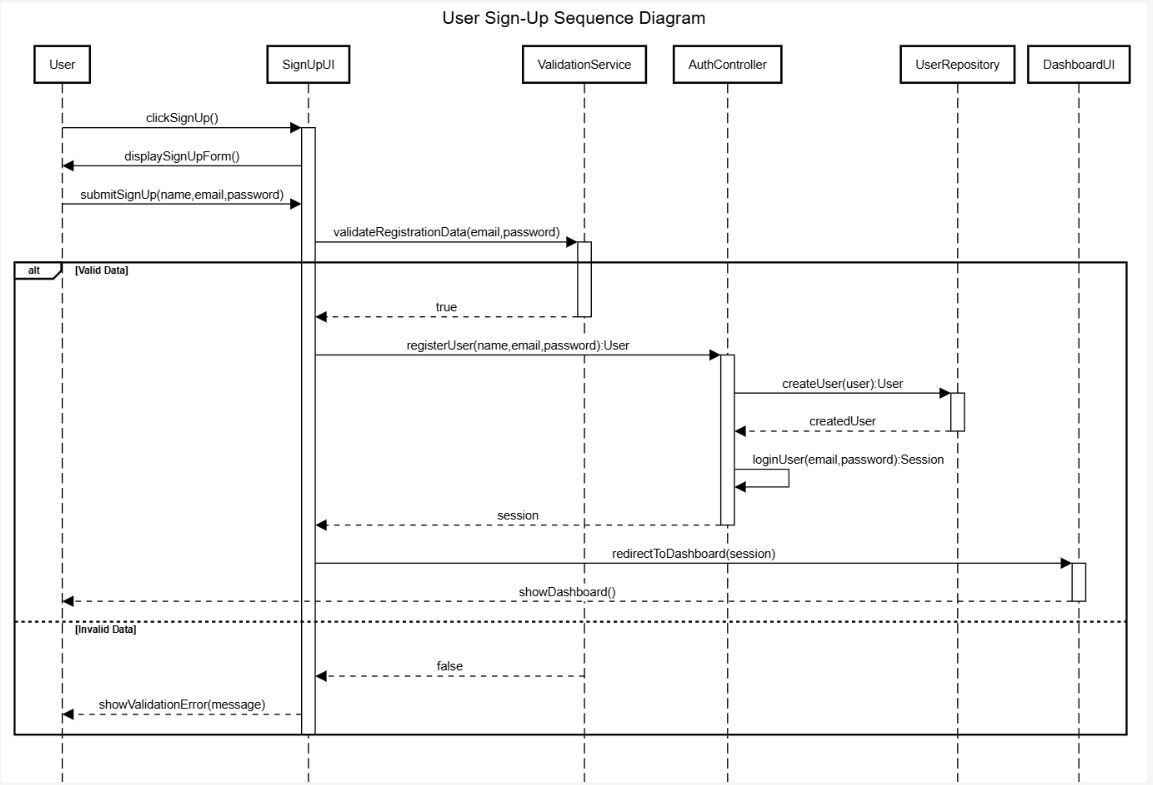 User Sign-Up Sequence Diagram
User
SignUpUI
ValidationService
AuthController
UserRepository
DashboardUI
clickSignUp()
displaySignUpForm()
submitSignUp(name,email,password)
validateRegistrationData(email,password)
alt
[Valid Data]
true
registerUser(name,email,password):User
createUser(user):User
createdUser
loginUser(email,password):Session
session
redirectToDashboard(session)
showDashboard()
[Invalid Data]
false
showValidationError(message)